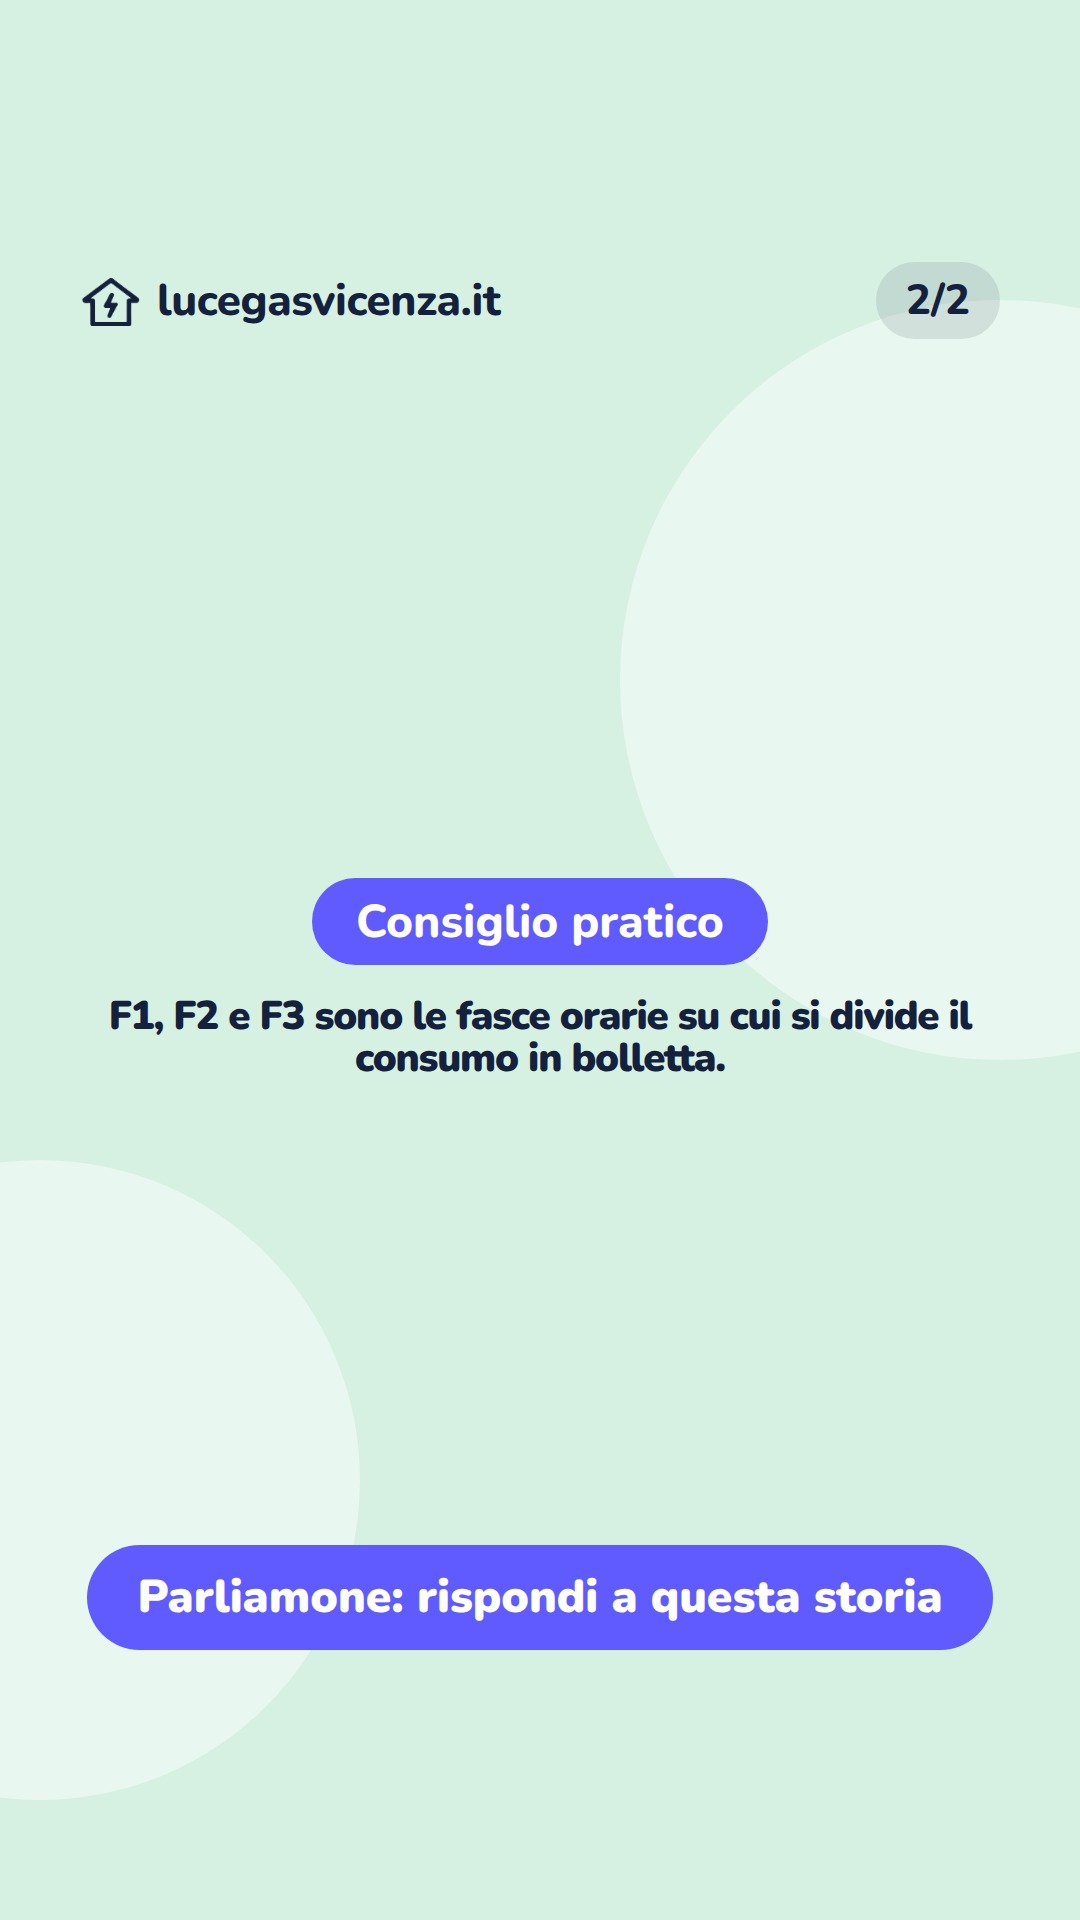 lucegasvicenza.it
2/2
Consiglio pratico
F1, F2 e F3 sono le fasce orarie su cui si divide il
consumo in bolletta.
Parliamone: rispondi a questa storia